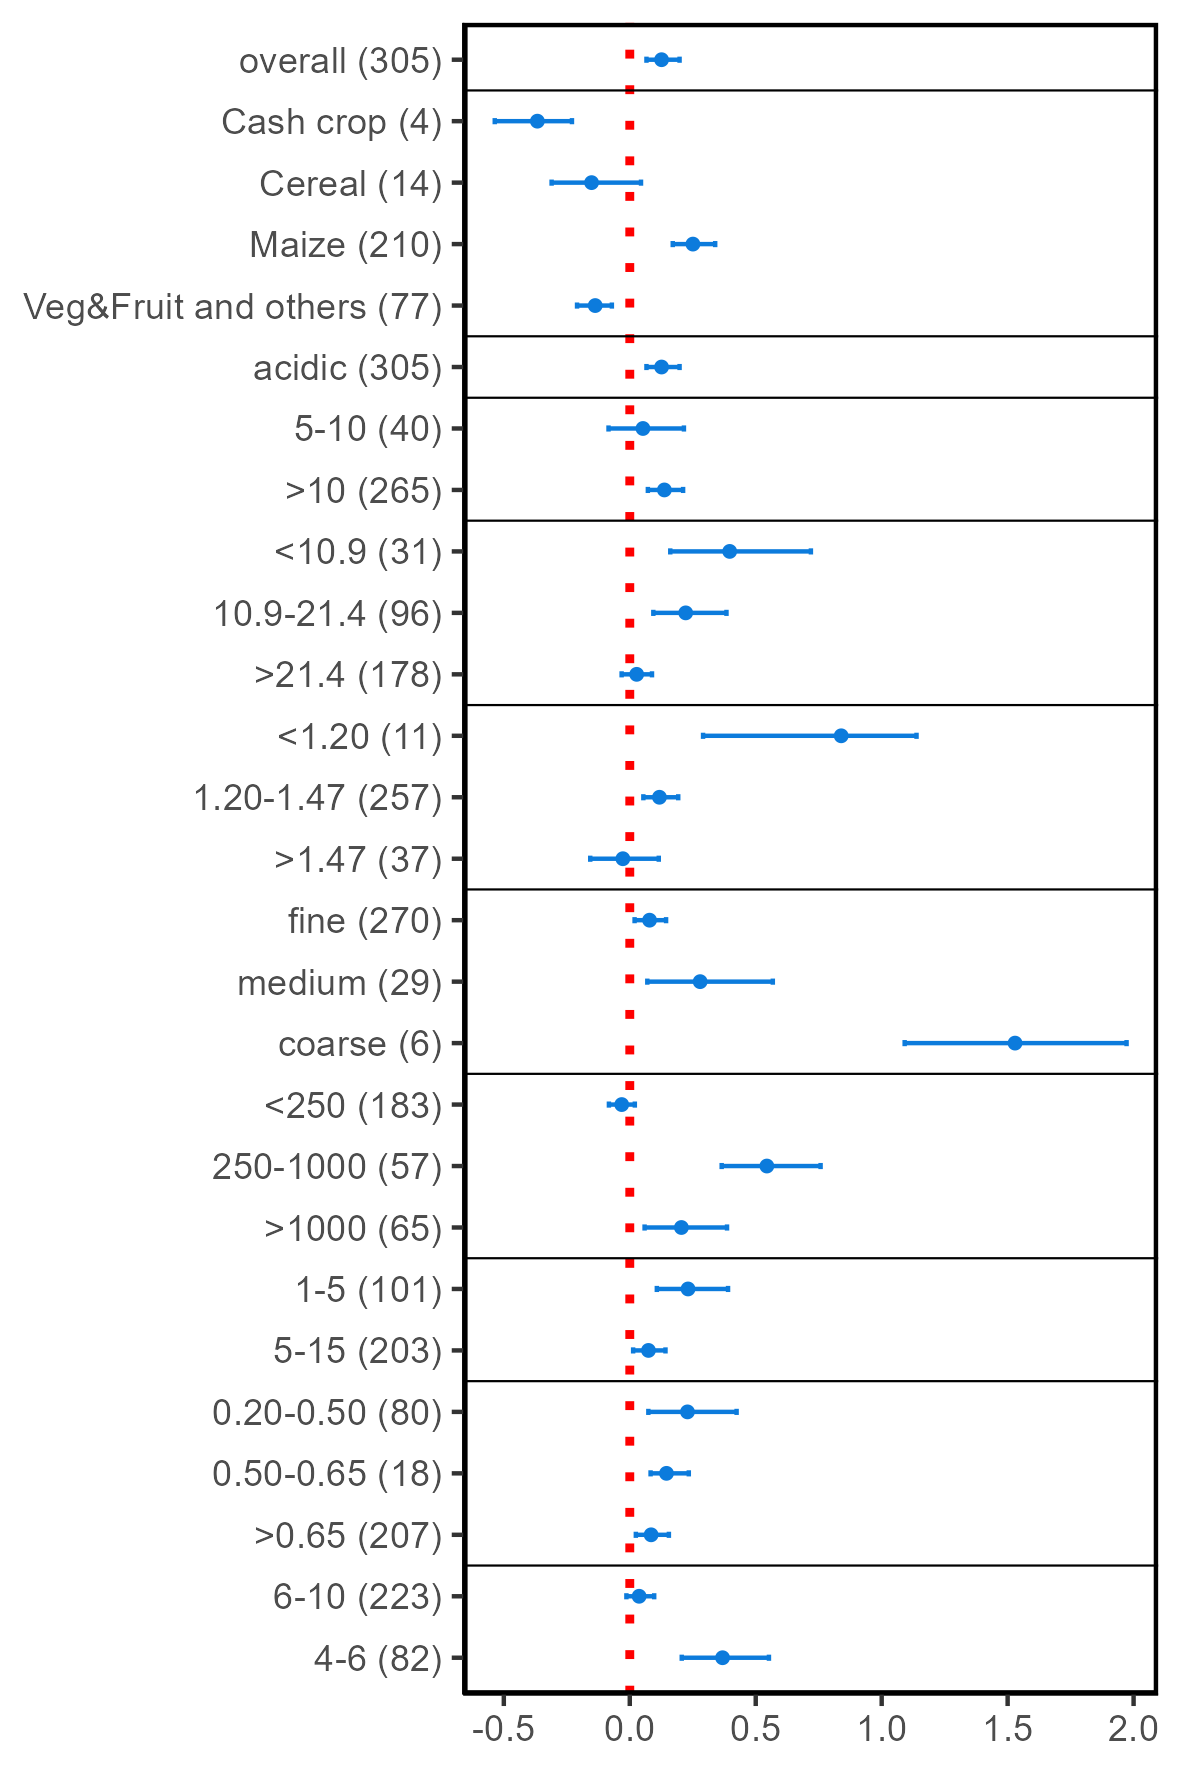 overall (305)
Cash crop (4)
Cereal (14)
Maize (210)
Veg&Fruit and others (77)
acidic (305)
5-10 (40)
>10 (265)
<10.9 (31)
10.9-21.4 (96)
>21.4 (178)
<1.20 (11)
1.20-1.47 (257)
>1.47 (37)
fine (270)
medium (29)
coarse (6)
<250 (183)
250-1000 (57)
>1000 (65)
1-5 (101)
5-15 (203)
0.20-0.50 (80)
0.50-0.65 (18)
>0.65 (207)
6-10 (223)
4-6 (82)
-0.5 0.0 0.5 1.0 1.5 2.0